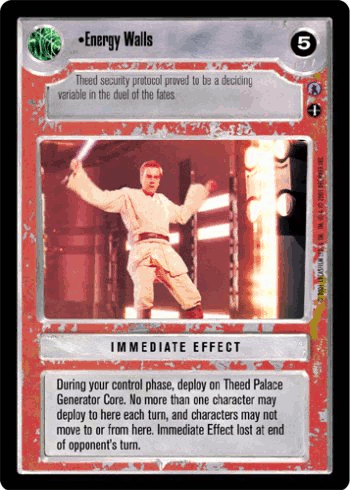 •Energy Walls
5
Theed security protocol proved to be a deciding
variable in the duel of the fates.
IMMEDIATE EFFECT
During your control phase, deploy on Theed Palace
Generator Core. No more than one character may
deploy to here each turn, and characters may not
move to or from here. Immediate Effect lost at end
of opponent's turn.